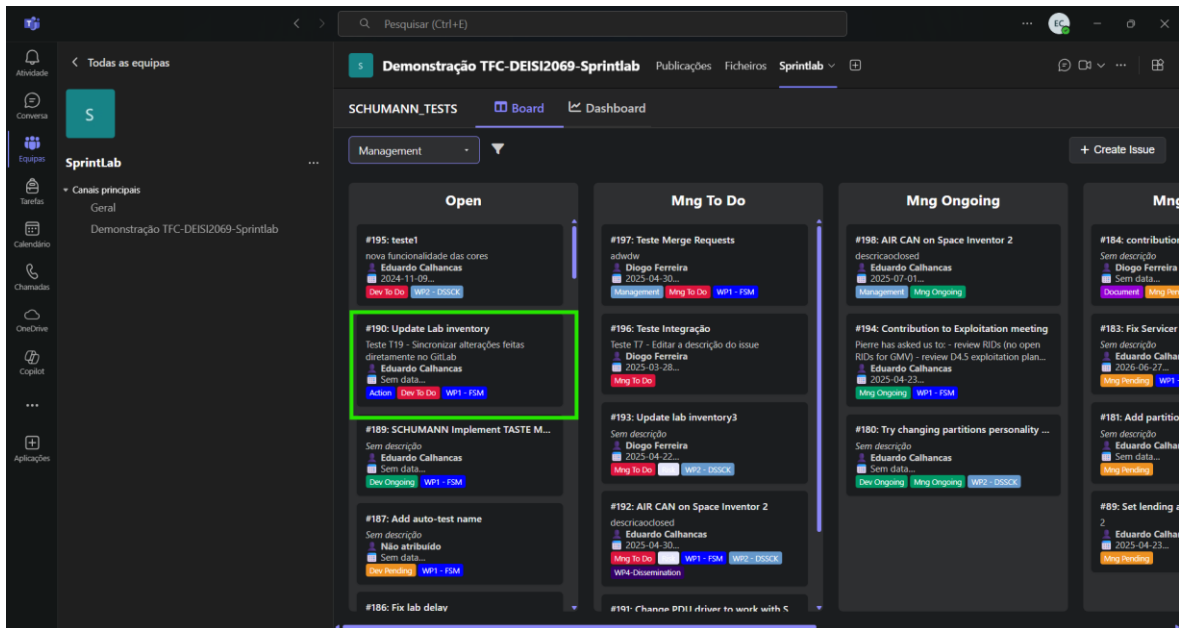 Pesquisar (Ctrl+E)
EC
Atividade
Conversa
Equipas
Tarefas
Calendário
Chamadas
OneDrive
Copilot
Aplicações
Todas as equipas
S
SprintLab
Canais principais
Geral
Demonstração TFC-DEISI2069-Sprintlab
S
Demonstração TFC-DEISI2069-Sprintlab Publicações Ficheiros Sprintlab
SCHUMANN_TESTS Board Dashboard
Management
+ Create Issue
Open
#195: teste1
nova funcionalidade das cores
Eduardo Calhancas
2024-11-09...
Dev To Do WP2 - DSSCK
#190: Update Lab inventory
Teste T19 - Sincronizar alterações feitas
diretamente no GitLab
Eduardo Calhancas
Sem data...
Action Dev To Do WP1 - FSM
#189: SCHUMANN Implement TASTE M...
Sem descrição
Eduardo Calhancas
Sem data...
Dev Ongoing WP1 - FSM
#187: Add auto-test name
Sem descrição
Não atribuído
Sem data...
Dev Pending WP1 - FSM
#186: Fix lab delay
Mng To Do
#197: Teste Merge Requests
adwdw
Diogo Ferreira
2025-04-30...
Management Mng To Do WP1 - FSM
#196: Teste Integração
Teste T7 - Editar a descrição do issue
Diogo Ferreira
2025-03-28...
Mng To Do
#193: Update lab inventory3
Sem descrição
Diogo Ferreira
2025-04-22...
Mng To Do WP2 - DSSCK
#192: AIR CAN on Space Inventor 2
descricaoclosed
Eduardo Calhancas
2025-04-30...
Mng To Do WP1 - FSM WP2 - DSSCK
WP4-Dissemination
#191: Change PDU driver to work with S
Mng Ongoing
#198: AIR CAN on Space Inventor 2
descricaoclosed
Eduardo Calhancas
2025-07-01...
Management Mng Ongoing
#194: Contribution to Exploitation meeting
Pierre has asked us to: - review RIDs (no open
RIDs for GMV) - review D4.5 exploitation plan...
Eduardo Calhancas
2025-04-23...
Mng Ongoing WP1 - FSM
#180: Try changing partitions personality ...
Sem descrição
Eduardo Calhancas
Sem data...
Dev Ongoing Mng Ongoing WP2 - DSSCK
Mng
#184: contribution
Sem descrição
Diogo Ferreira
Sem data...
Document Mng Pen
#183: Fix Servicer
Sem descrição
Eduardo Calhan
2026-06-27...
Mng Pending WP1 -
#181: Add partitio
Sem descrição
Eduardo Calhan
Sem data...
Mng Pending
#89: Set lending a
2
Eduardo Calhan
2025-04-23...
Mng Pending